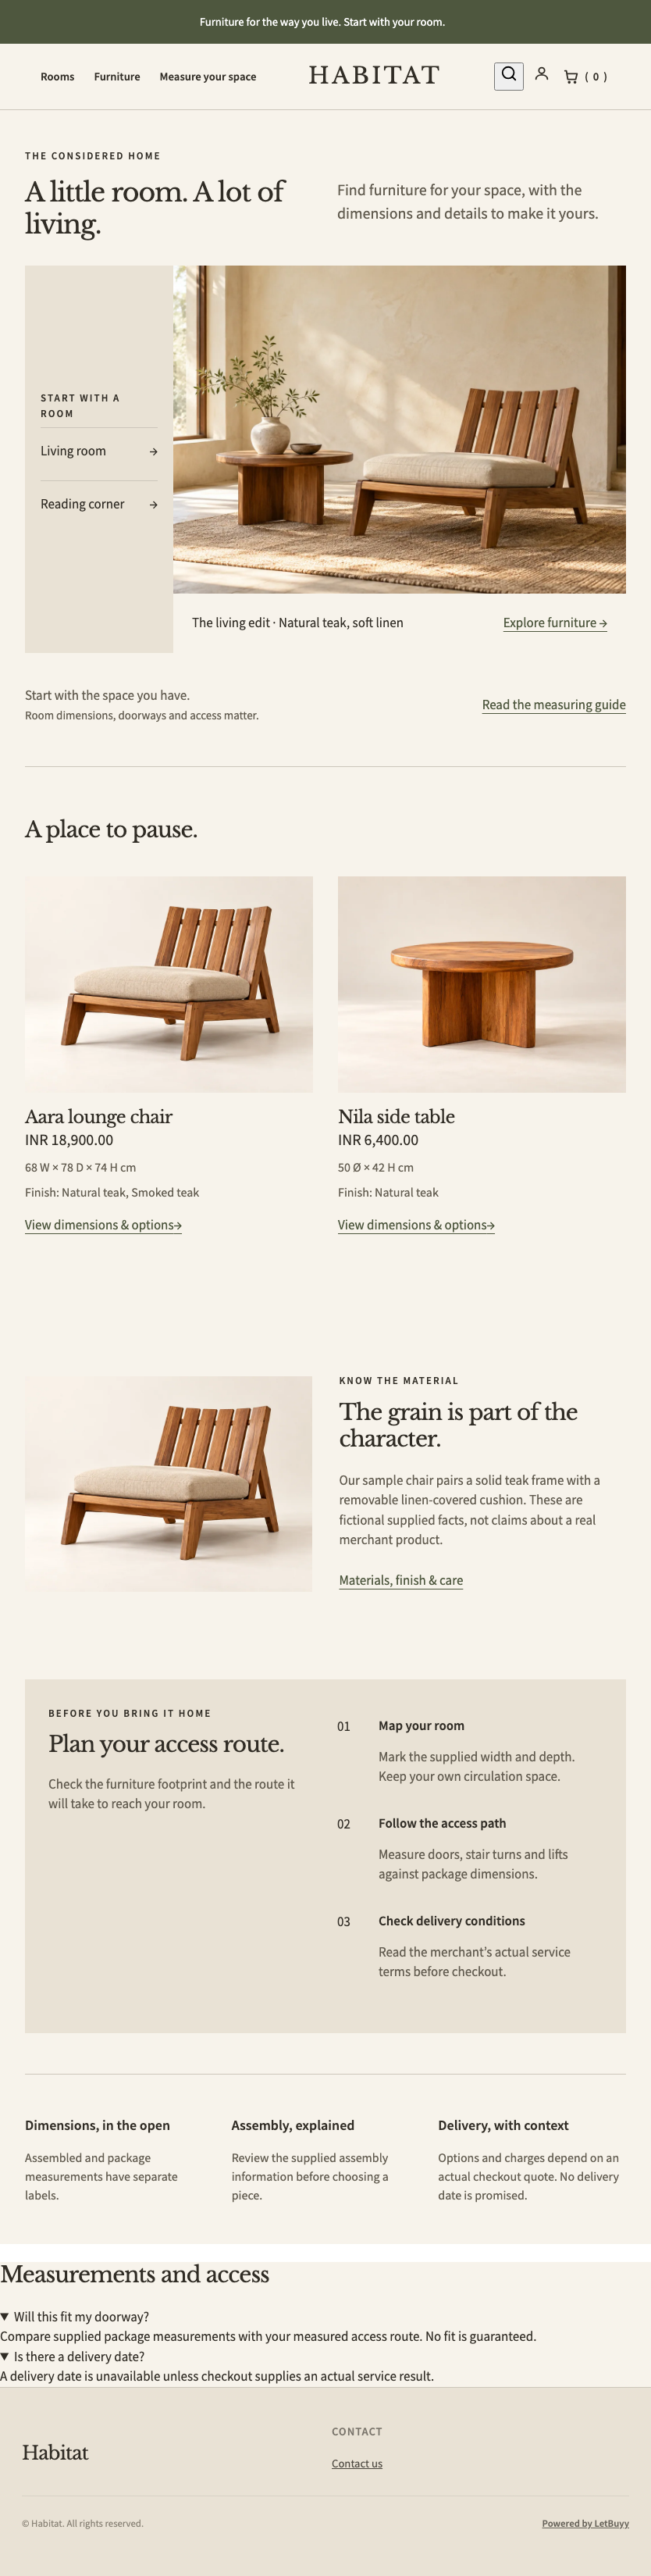 Furniture for the way you live. Start with your room.
Rooms
Furniture
Measure your space
HABITAT
( 0 )
THE CONSIDERED HOME
A little room. A lot of
living.
Find furniture for your space, with the
dimensions and details to make it yours.
START WITH A
ROOM
Living room →
Reading corner →
The living edit · Natural teak, soft linen
Explore furniture →
Start with the space you have.
Room dimensions, doorways and access matter.
Read the measuring guide
A place to pause.
Aara lounge chair
INR 18,900.00
68 W × 78 D × 74 H cm
Finish: Natural teak, Smoked teak
View dimensions & options→
Nila side table
INR 6,400.00
50 Ø × 42 H cm
Finish: Natural teak
View dimensions & options→
KNOW THE MATERIAL
The grain is part of the
character.
Our sample chair pairs a solid teak frame with a
removable linen-covered cushion. These are
fictional supplied facts, not claims about a real
merchant product.
Materials, finish & care
BEFORE YOU BRING IT HOME
Plan your access route.
Check the furniture footprint and the route it
will take to reach your room.
01 Map your room
Mark the supplied width and depth.
Keep your own circulation space.
02 Follow the access path
Measure doors, stair turns and lifts
against package dimensions.
03 Check delivery conditions
Read the merchant’s actual service
terms before checkout.
Dimensions, in the open
Assembled and package
measurements have separate
labels.
Assembly, explained
Review the supplied assembly
information before choosing a
piece.
Delivery, with context
Options and charges depend on an
actual checkout quote. No delivery
date is promised.
Measurements and access
▼ Will this fit my doorway?
Compare supplied package measurements with your measured access route. No fit is guaranteed.
▼ Is there a delivery date?
A delivery date is unavailable unless checkout supplies an actual service result.
Habitat
CONTACT
Contact us
© Habitat. All rights reserved.
Powered by LetBuyy